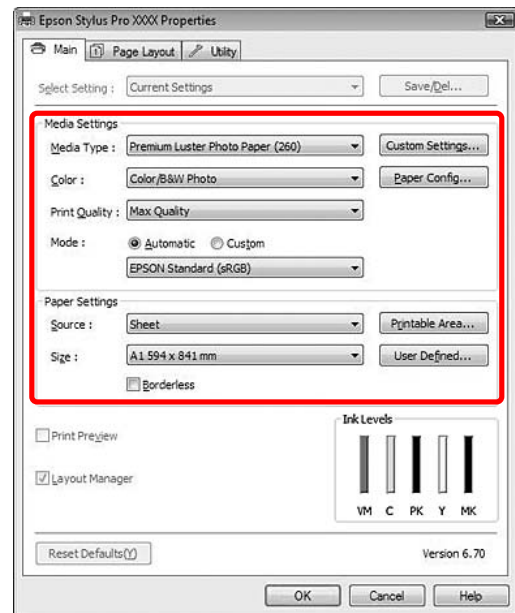 Epson Stylus Pro XXXX Properties
Main Page Layout Utility
Select Setting : Current Settings Save/Del...
Media Settings
Media Type : Premium Luster Photo Paper (260) Custom Settings...
Color : Color/B&W Photo Paper Config...
Print Quality : Max Quality
Mode : Automatic Custom
EPSON Standard (sRGB)
Paper Settings
Source : Sheet Printable Area...
Size : A1 594 x 841 mm User Defined...
Borderless
Print Preview
Layout Manager
Ink Levels
VM C PK Y MK
Reset Defaults(Y) Version 6.70
OK Cancel Help